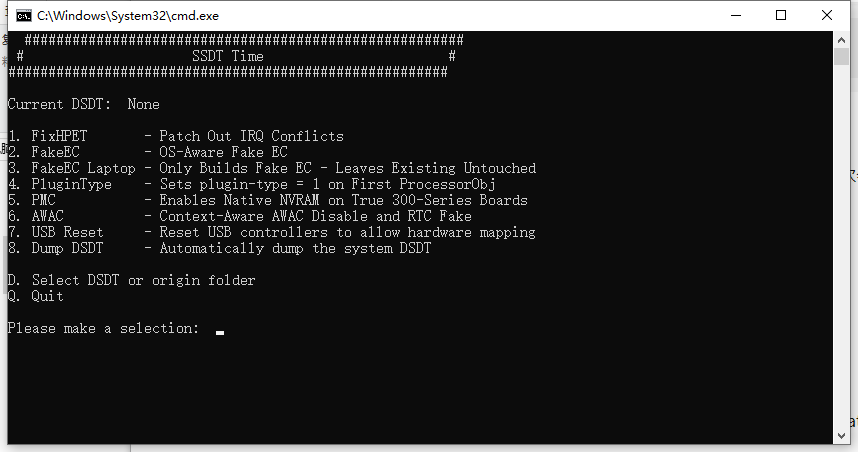 C:\Windows\System32\cmd.exe
#######################################################
# SSDT Time #
#######################################################
Current DSDT: None
1. FixHPET - Patch Out IRQ Conflicts
2. FakeEC - OS-Aware Fake EC
3. FakeEC Laptop - Only Builds Fake EC - Leaves Existing Untouched
4. PluginType - Sets plugin-type = 1 on First ProcessorObj
5. PMC - Enables Native NVRAM on True 300-Series Boards
6. AWAC - Context-Aware AWAC Disable and RTC Fake
7. USB Reset - Reset USB controllers to allow hardware mapping
8. Dump DSDT - Automatically dump the system DSDT
D. Select DSDT or origin folder
Q. Quit
Please make a selection: